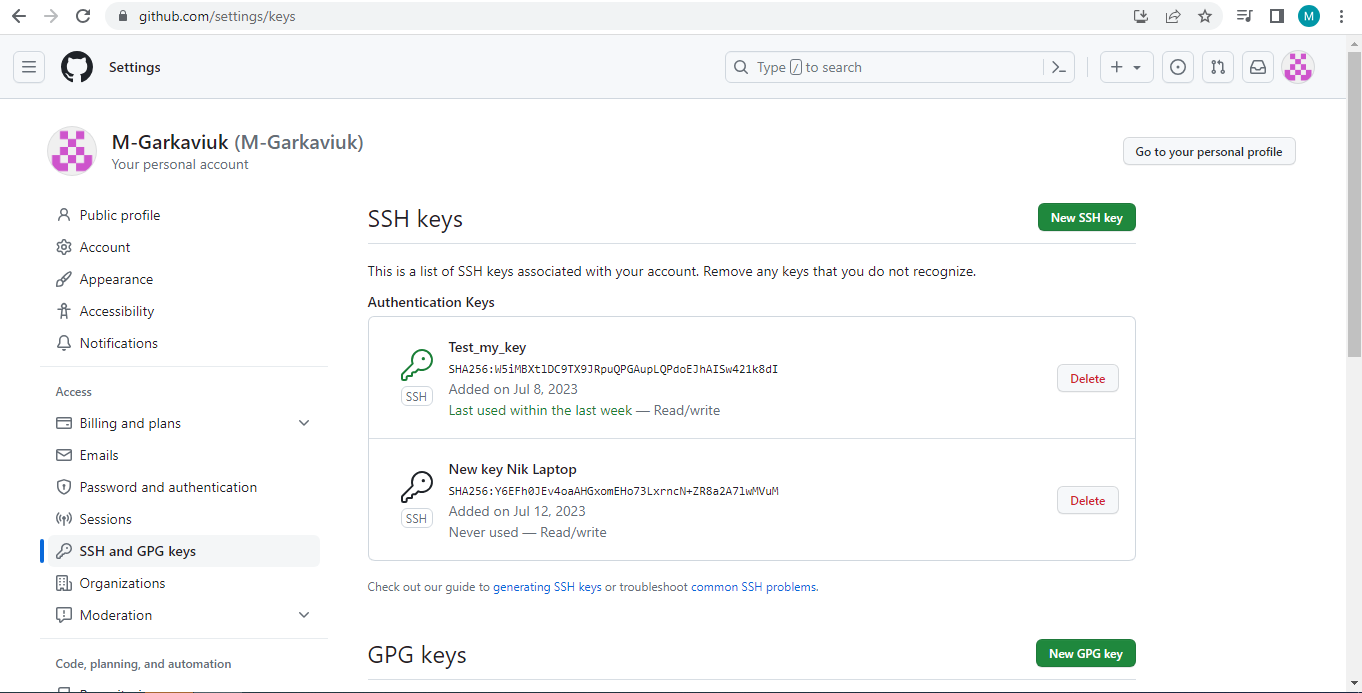 github.com/settings/keys
M
Settings
Type / to search
M-Garkaviuk (M-Garkaviuk)
Your personal account
Go to your personal profile
Public profile
Account
Appearance
Accessibility
Notifications
Access
Billing and plans
Emails
Password and authentication
Sessions
SSH and GPG keys
Organizations
Moderation
Code, planning, and automation
SSH keys
New SSH key
This is a list of SSH keys associated with your account. Remove any keys that you do not recognize.
Authentication Keys
Test_my_key
SHA256:W5iMBXtlDC9TX9JRpuQPGAupLQPdoEJhAISw421k8dI
Added on Jul 8, 2023
Last used within the last week — Read/write
SSH
Delete
New key Nik Laptop
SHA256:Y6EFh0JEv4oaAHGxomEHo73LxrncN+ZR8a2A7lwMVuM
Added on Jul 12, 2023
Never used — Read/write
SSH
Delete
Check out our guide to generating SSH keys or troubleshoot common SSH problems.
GPG keys
New GPG key